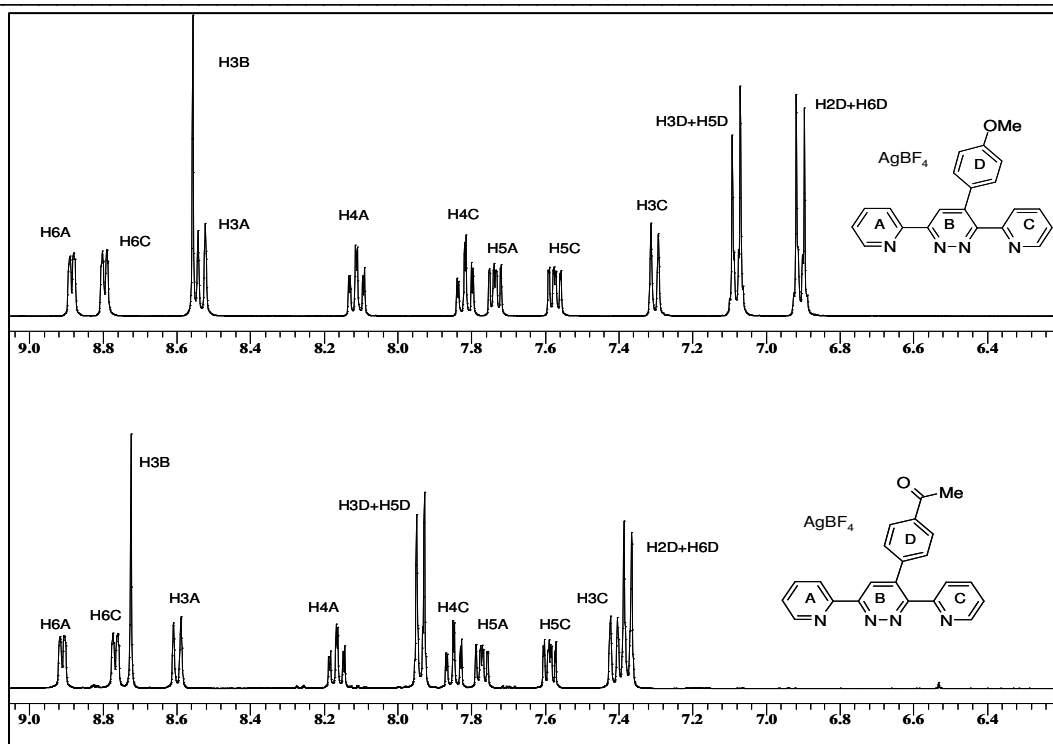 H3B
H2D+H6D
H3D+H5D
OMe
AgBF4
D
H3A
H4A
H4C
H3C
H6A
H6C
H5A
H5C
A
B
C
N
N
N
N
9.0 8.8 8.6 8.4 8.2 8.0 7.8 7.6 7.4 7.2 7.0 6.8 6.6 6.4
H3B
O
Me
H3D+H5D
AgBF4
D
H2D+H6D
H3A
H4A
H4C
H3C
H6A
H6C
H5A
H5C
A
B
C
N
N
N
N
9.0 8.8 8.6 8.4 8.2 8.0 7.8 7.6 7.4 7.2 7.0 6.8 6.6 6.4